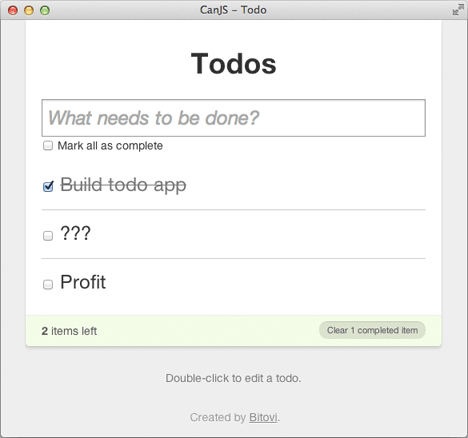 CanJS - Todo
Todos
What needs to be done?
Mark all as complete
Build todo app
???
Profit
2 items left
Clear 1 completed item
Double-click to edit a todo.
Created by Bitovi.